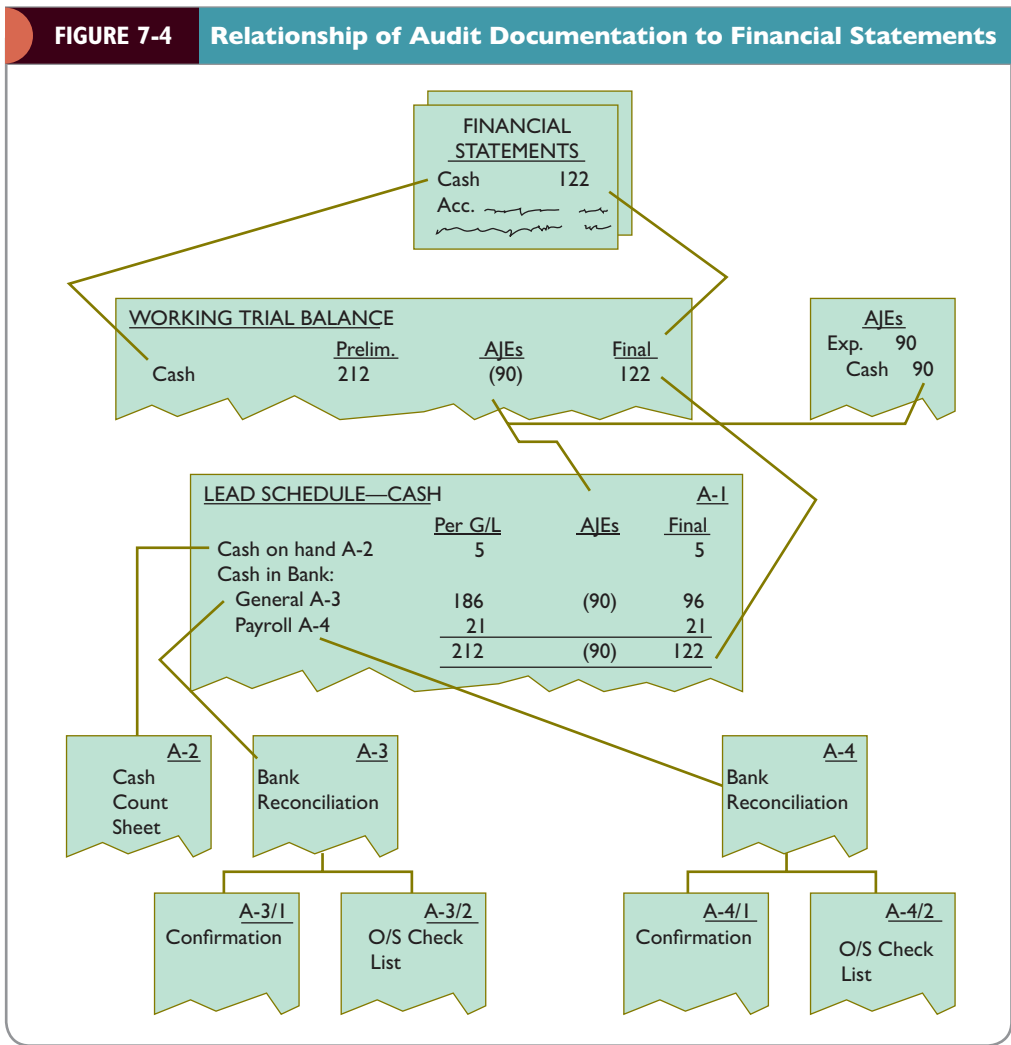 FIGURE 7-4 Relationship of Audit Documentation to Financial Statements
FINANCIAL
STATEMENTS
Cash 122
Acc.
WORKING TRIAL BALANCE
Prelim. AJEs Final
Cash 212 (90) 122
AJEs
Exp. 90
Cash 90
LEAD SCHEDULE—CASH A-1
Per G/L AJEs Final
Cash on hand A-2 5 5
Cash in Bank:
General A-3 186 (90) 96
Payroll A-4 21 21
212 (90) 122
A-2
Cash
Count
Sheet
A-3
Bank
Reconciliation
A-4
Bank
Reconciliation
A-3/1
Confirmation
A-3/2
O/S Check
List
A-4/1
Confirmation
A-4/2
O/S Check
List